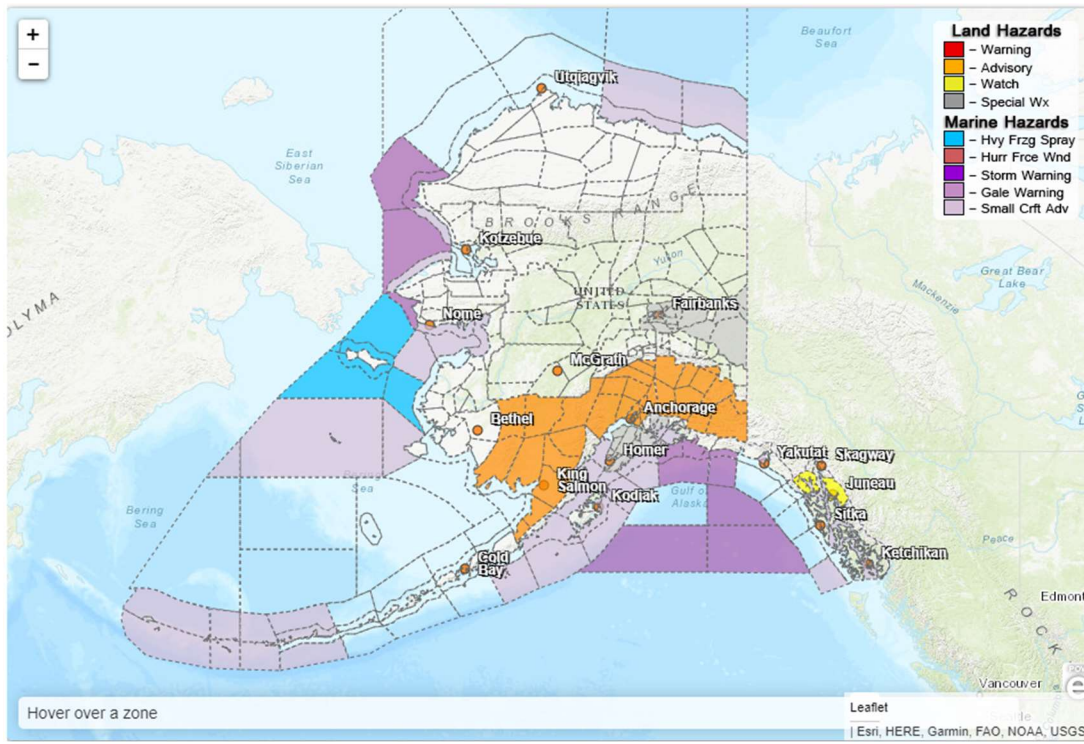 +
−
Beaufort
Sea
Land Hazards
– Warning
– Advisory
– Watch
– Special Wx
Marine Hazards
– Hvy Frzg Spray
– Hurr Frce Wnd
– Storm Warning
– Gale Warning
– Small Crft Adv
Utqiagvik
East
Siberian
Sea
BROOKS RANGE
Kotzebue
Yukon
Great Bear
Lake
Mackenzie
UNITED
STATES
Fairbanks
OLYMA
Nome
McGrath
Anchorage
Bethel
Homer
Yakutat
Skagway
King
Salmon
Juneau
Kodiak
Gulf of
Alaska
Sea
Bering
Sea
Sitka
Peace
Cold
Bay
Ketchikan
Edmont
ROCK
Vancouver
Hover over a zone
Leaflet
| Esri, HERE, Garmin, FAO, NOAA, USGS